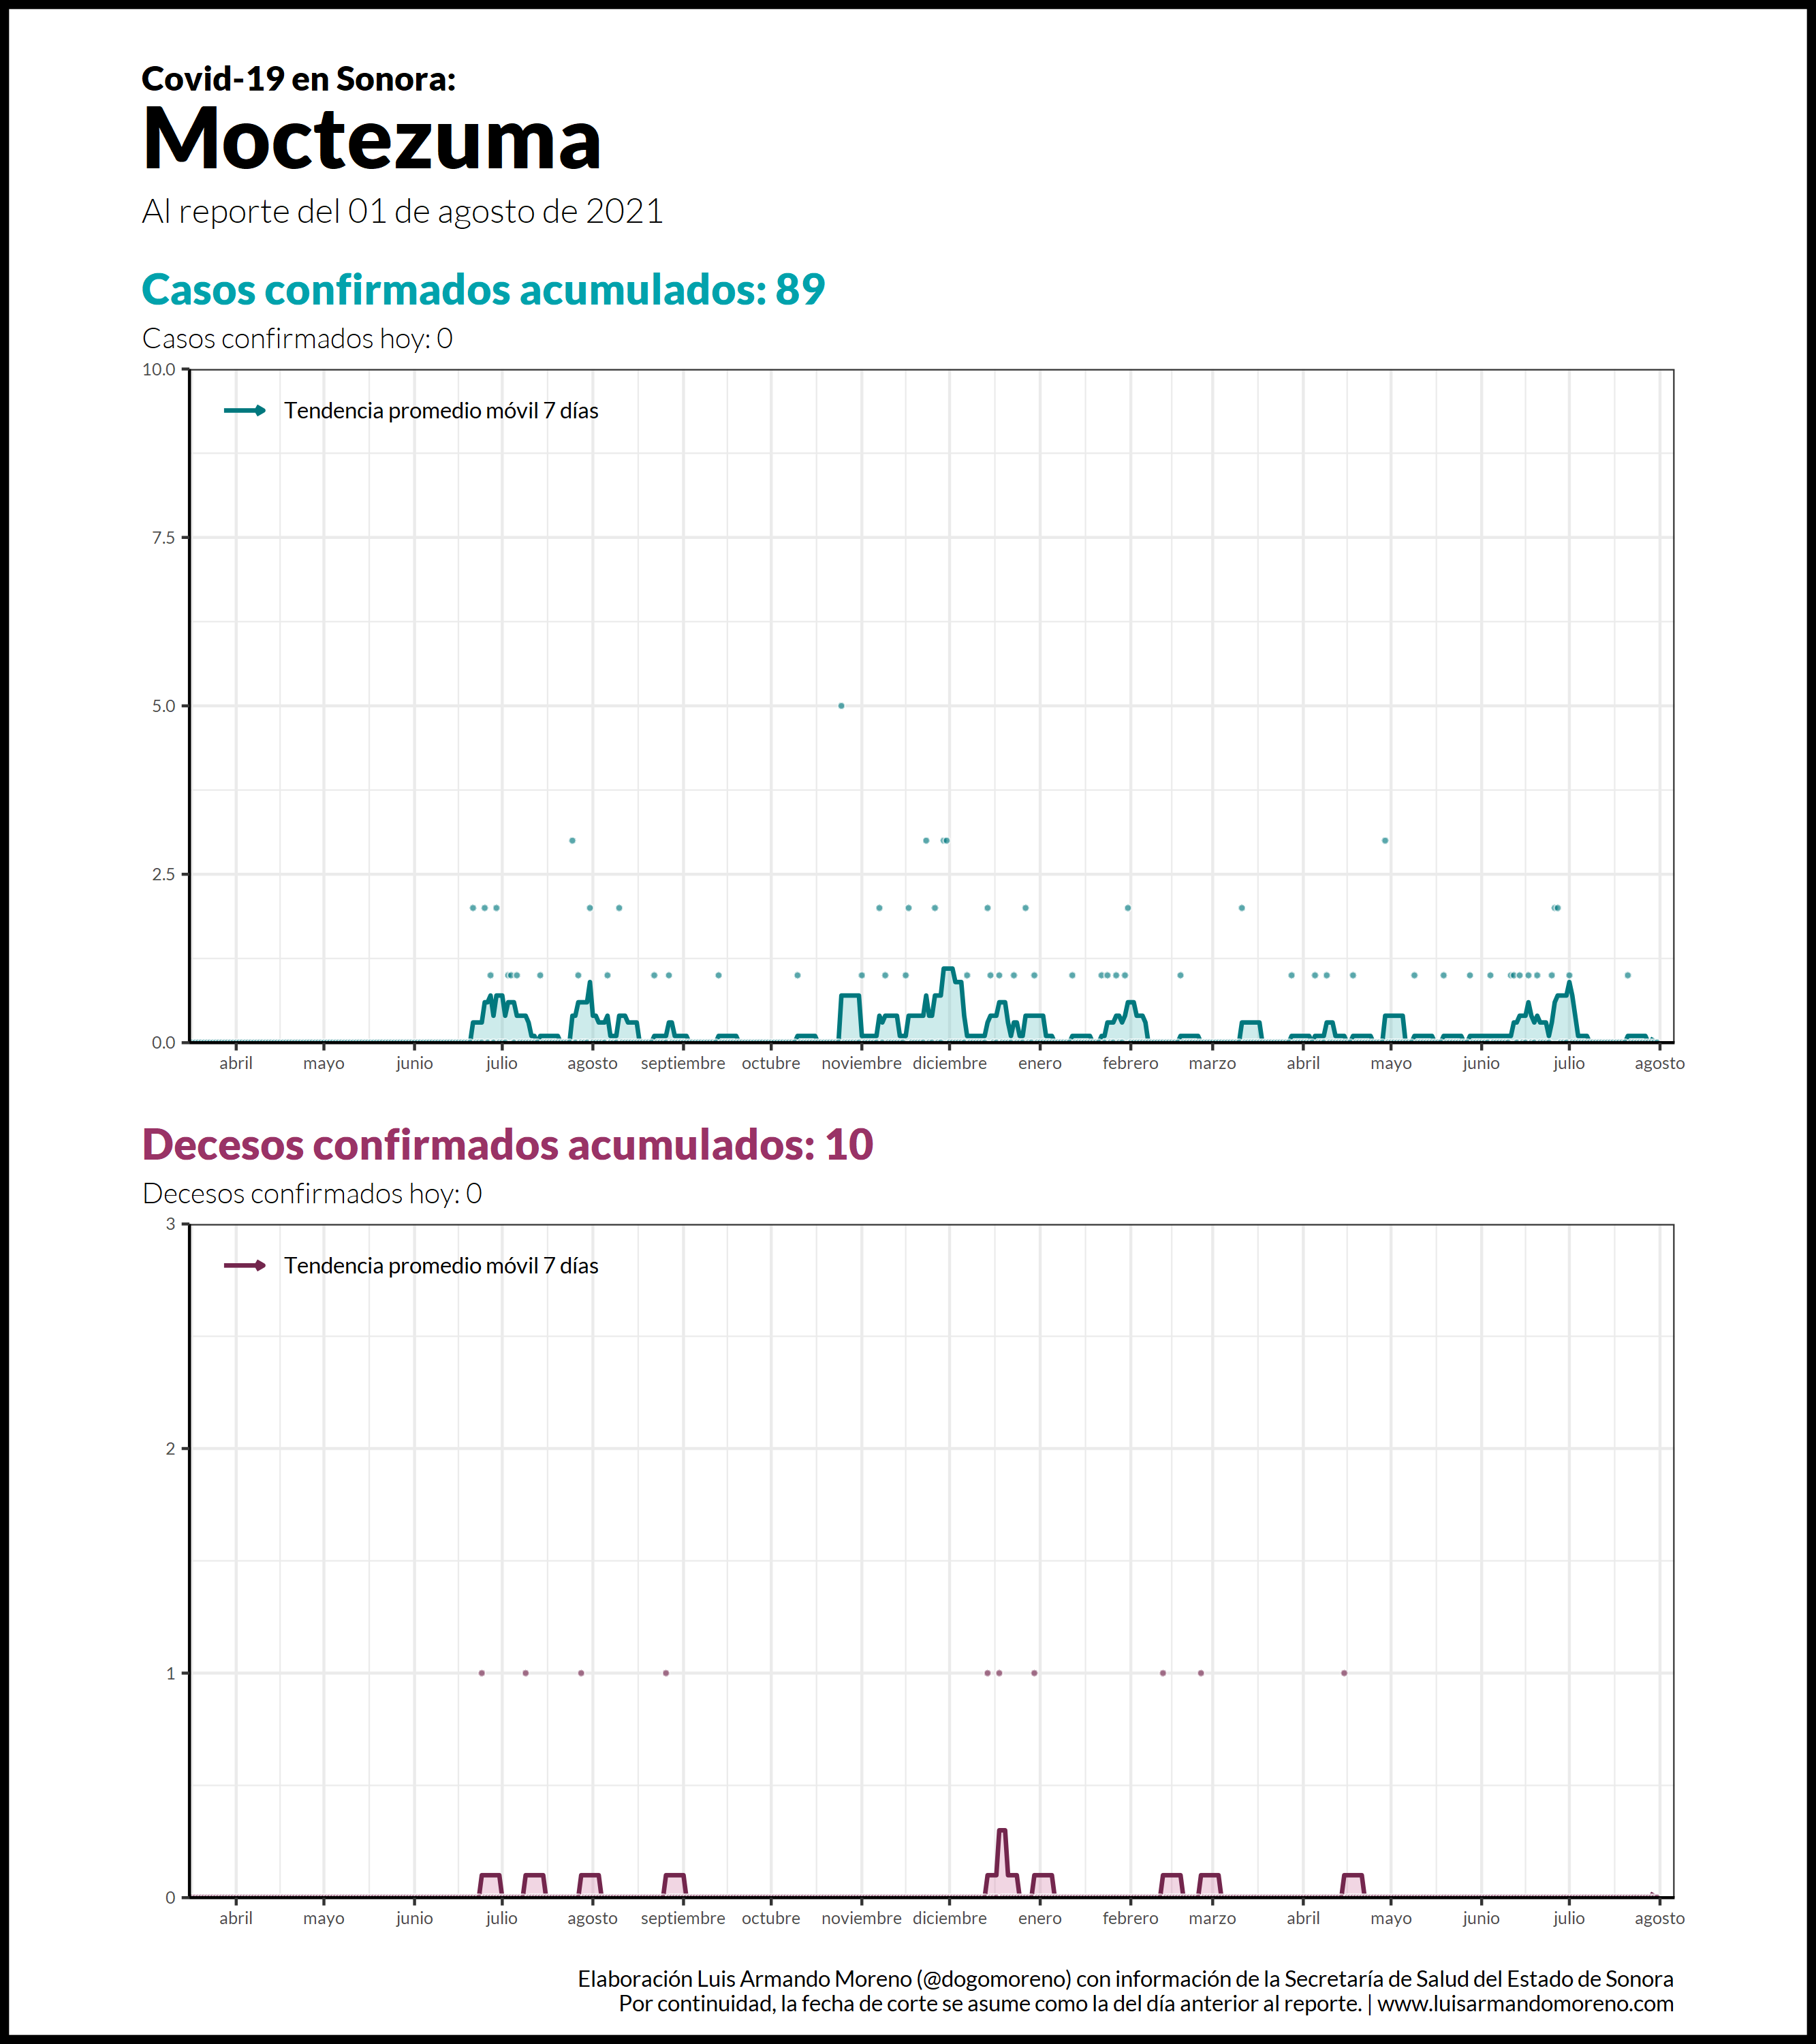 Covid-19 en Sonora:
Moctezuma
Al reporte del 01 de agosto de 2021
Casos confirmados acumulados: 89
Casos confirmados hoy: 0
10.0
Tendencia promedio móvil 7 días
7.5
5.0
2.5
0.0
abril mayo junio julio agosto septiembre octubre noviembre diciembre enero febrero marzo abril mayo junio julio agosto
Decesos confirmados acumulados: 10
Decesos confirmados hoy: 0
3
Tendencia promedio móvil 7 días
2
1
0
abril mayo junio julio agosto septiembre octubre noviembre diciembre enero febrero marzo abril mayo junio julio agosto
Elaboración Luis Armando Moreno (@dogomoreno) con información de la Secretaría de Salud del Estado de Sonora
Por continuidad, la fecha de corte se asume como la del día anterior al reporte. | www.luisarmandomoreno.com